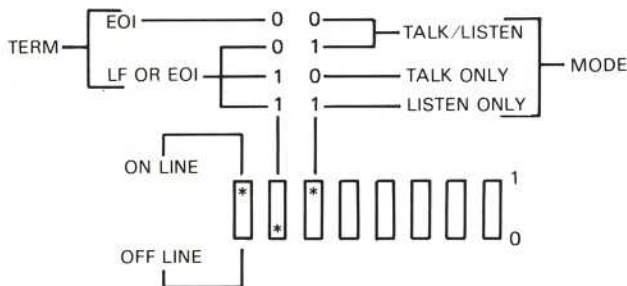 EOI 0 0
TERM 0 1 TALK/LISTEN
LF OR EOI 1 0 TALK ONLY MODE
1 1 LISTEN ONLY
ON LINE
* * 1
* 0
OFF LINE